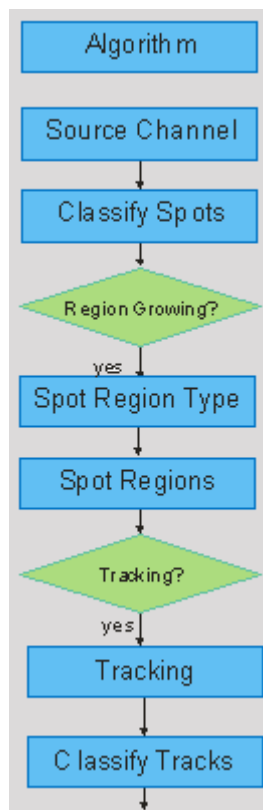 Algorithm
Source Channel
Classify Spots
Region Growing?
yes
Spot Region Type
Spot Regions
Tracking?
yes
Tracking
Classify Tracks